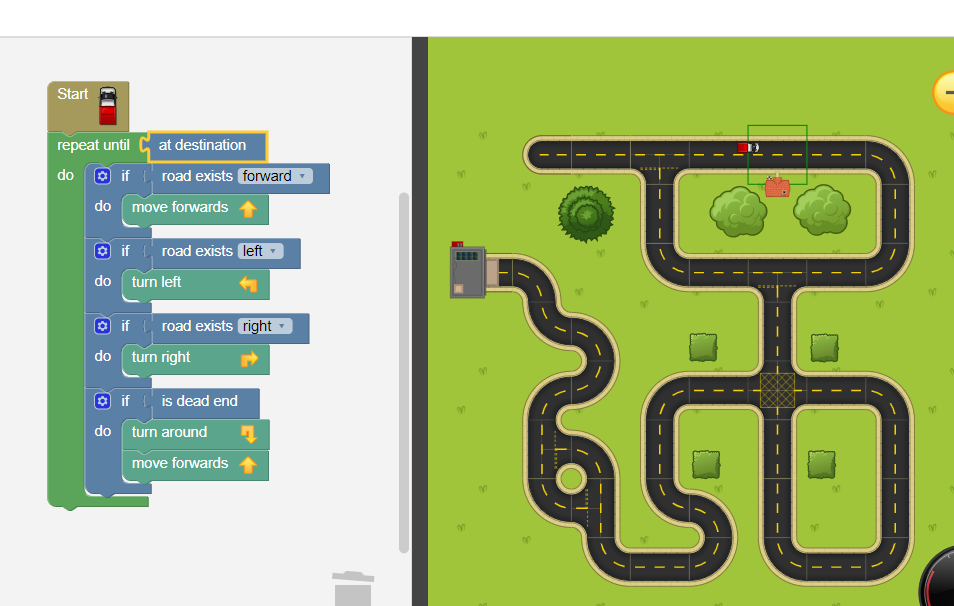 Start
repeat until at destination
do if road exists forward
do move forwards
if road exists left
do turn left
if road exists right
do turn right
if is dead end
do turn around
move forwards